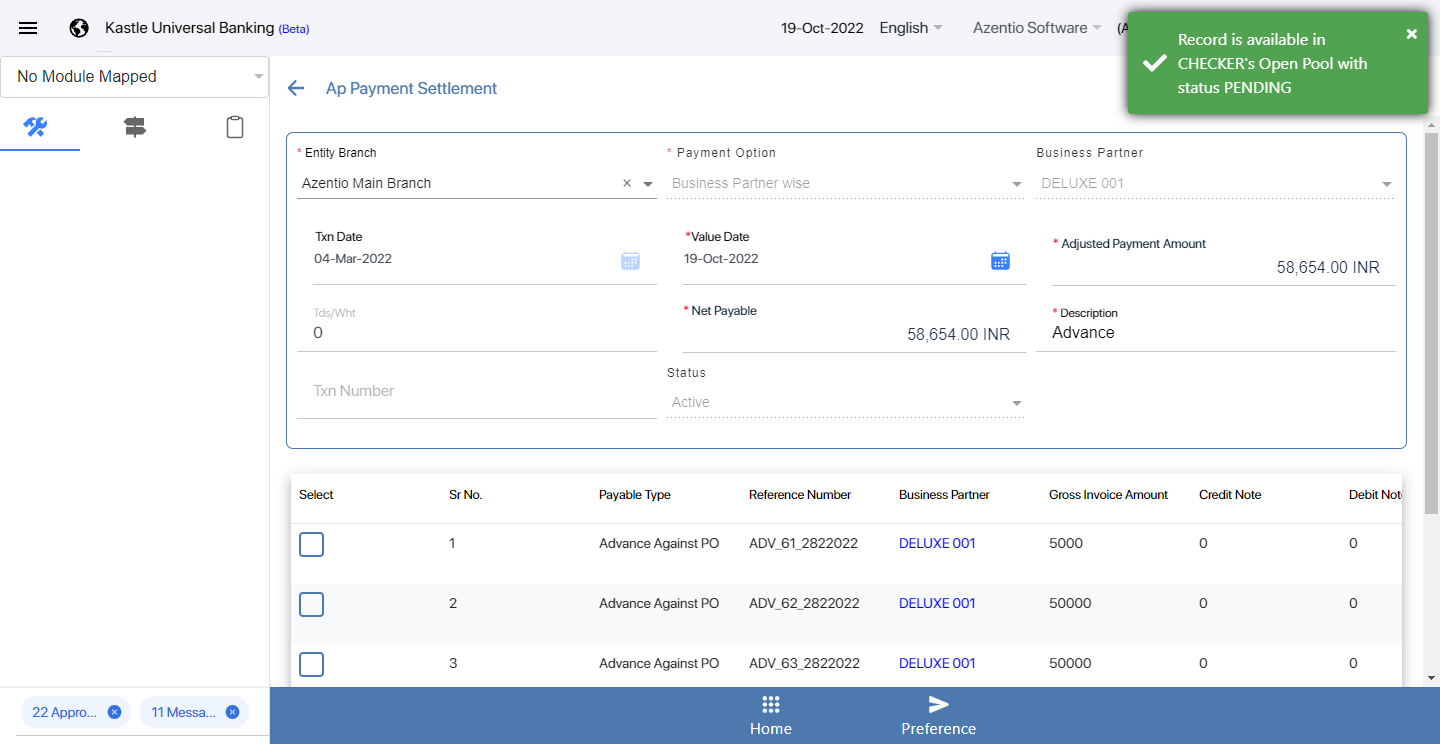 Kastle Universal Banking (Beta)
19-Oct-2022
English
Azentio Software
Record is available in
CHECKER's Open Pool with
status PENDING
No Module Mapped
Ap Payment Settlement
* Entity Branch
* Payment Option
Business Partner
Azentio Main Branch
Business Partner wise
DELUXE 001
Txn Date
*Value Date
* Adjusted Payment Amount
04-Mar-2022
19-Oct-2022
58,654.00 INR
Tds/Wht
* Net Payable
* Description
0
58,654.00 INR
Advance
Txn Number
Status
Active
Select Sr No. Payable Type Reference Number Business Partner Gross Invoice Amount Credit Note Debit Not
1 Advance Against PO ADV_61_2822022 DELUXE 001 5000 0 0
2 Advance Against PO ADV_62_2822022 DELUXE 001 50000 0 0
3 Advance Against PO ADV_63_2822022 DELUXE 001 50000 0 0
22 Appro...
11 Messa...
Home
Preference